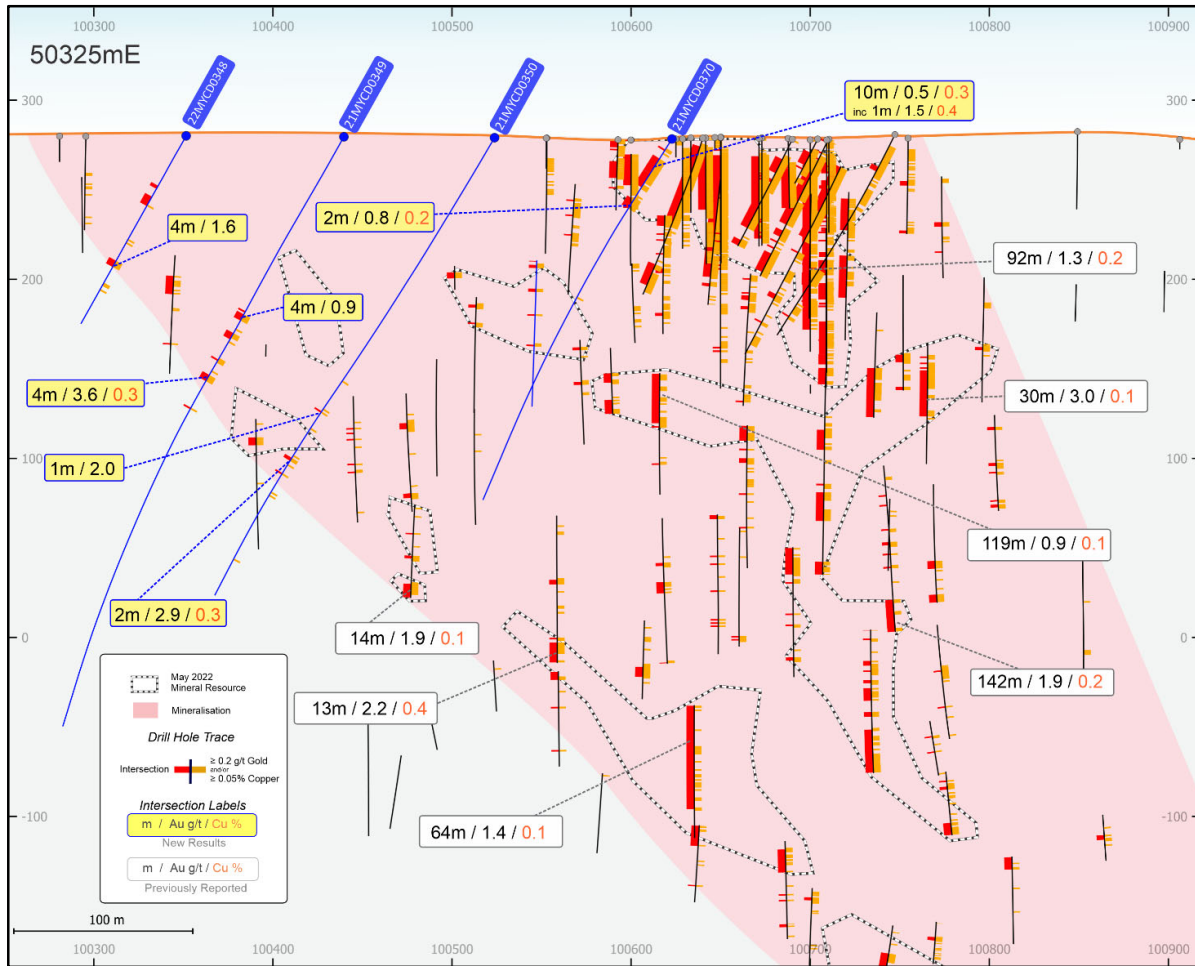 100300 100400 100500 100600 100700 100800 100900
50325mE
22MYCD0348
21MYCD0349
21MYCD0350
21MYCD0370
10m / 0.5 / 0.3
inc 1m / 1.5 / 0.4
300 300
2m / 0.8 / 0.2
4m / 1.6
92m / 1.3 / 0.2
200 200
4m / 0.9
4m / 3.6 / 0.3
30m / 3.0 / 0.1
1m / 2.0
100 100
119m / 0.9 / 0.1
2m / 2.9 / 0.3
14m / 1.9 / 0.1
0 0
142m / 1.9 / 0.2
13m / 2.2 / 0.4
64m / 1.4 / 0.1
-100 -100
May 2022
Mineral Resource
Mineralisation
Drill Hole Trace
Intersection
≥ 0.2 g/t Gold
and/or
≥ 0.05% Copper
Intersection Labels
m / Au g/t / Cu %
New Results
m / Au g/t / Cu %
Previously Reported
100 m
100300 100400 100500 100600 100700 100800 100900